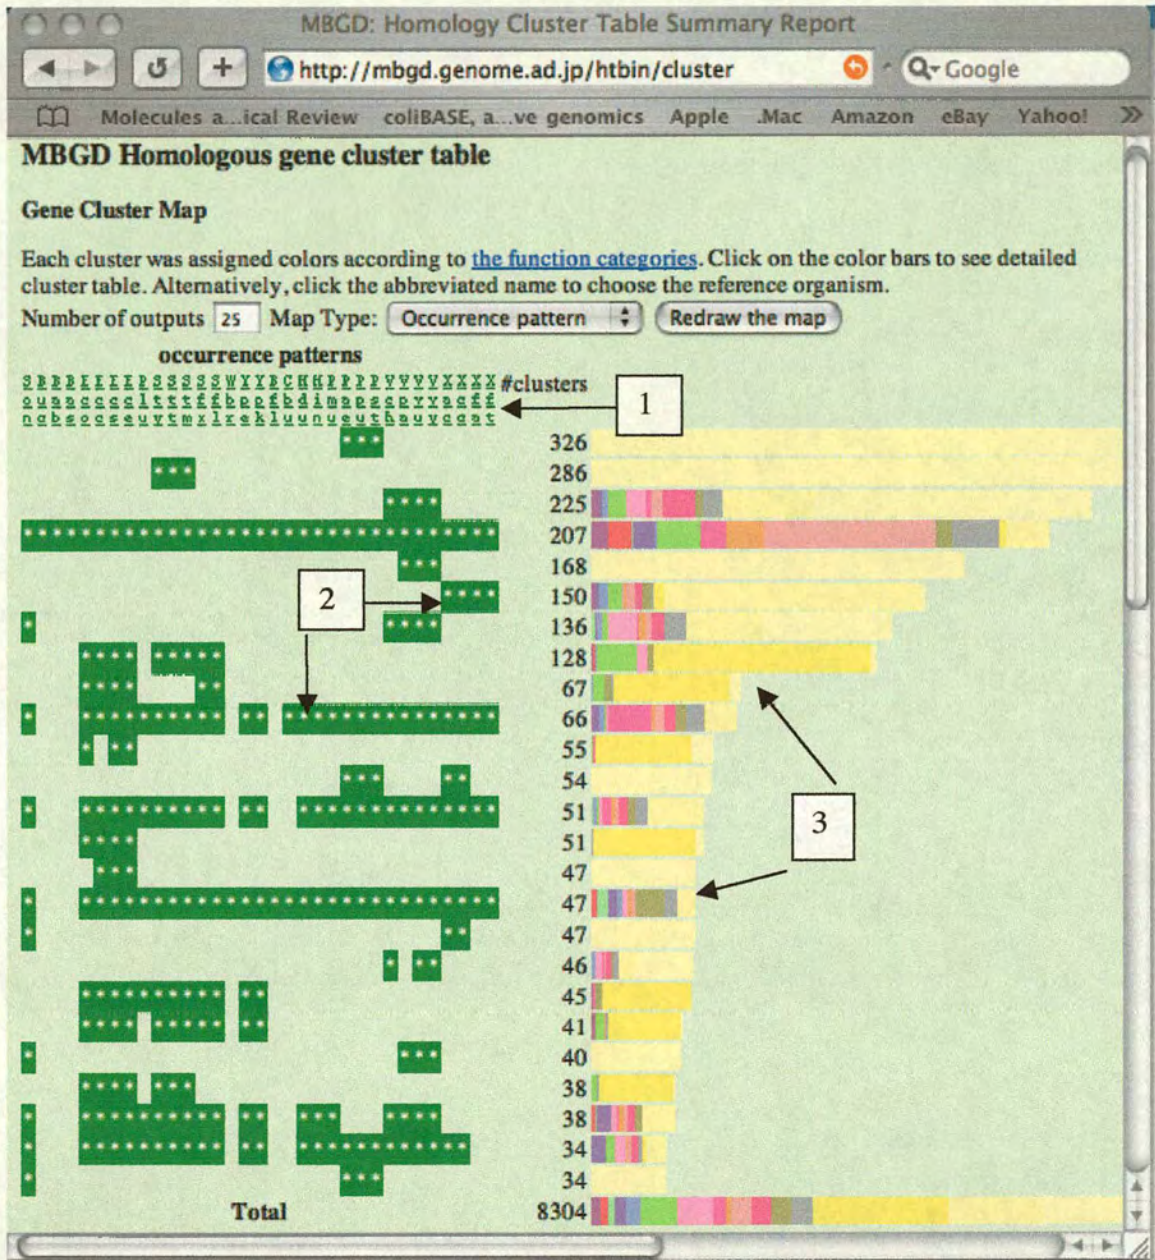 MBGD: Homology Cluster Table Summary Report
http://mbgd.genome.ad.jp/htbin/cluster
Google
Molecules a...ical Review coliBASE, a...ve genomics Apple .Mac Amazon eBay Yahoo!
MBGD Homologous gene cluster table
Gene Cluster Map
Each cluster was assigned colors according to the function categories. Click on the color bars to see detailed
cluster table. Alternatively, click the abbreviated name to choose the reference organism.
Number of outputs 25 Map Type: Occurrence pattern Redraw the map
occurrence patterns
#clusters
1
326
286
225
207
168
2
150
136
128
67
66
55
54
51
3
51
47
47
47
46
45
41
40
38
38
34
34
Total 8304